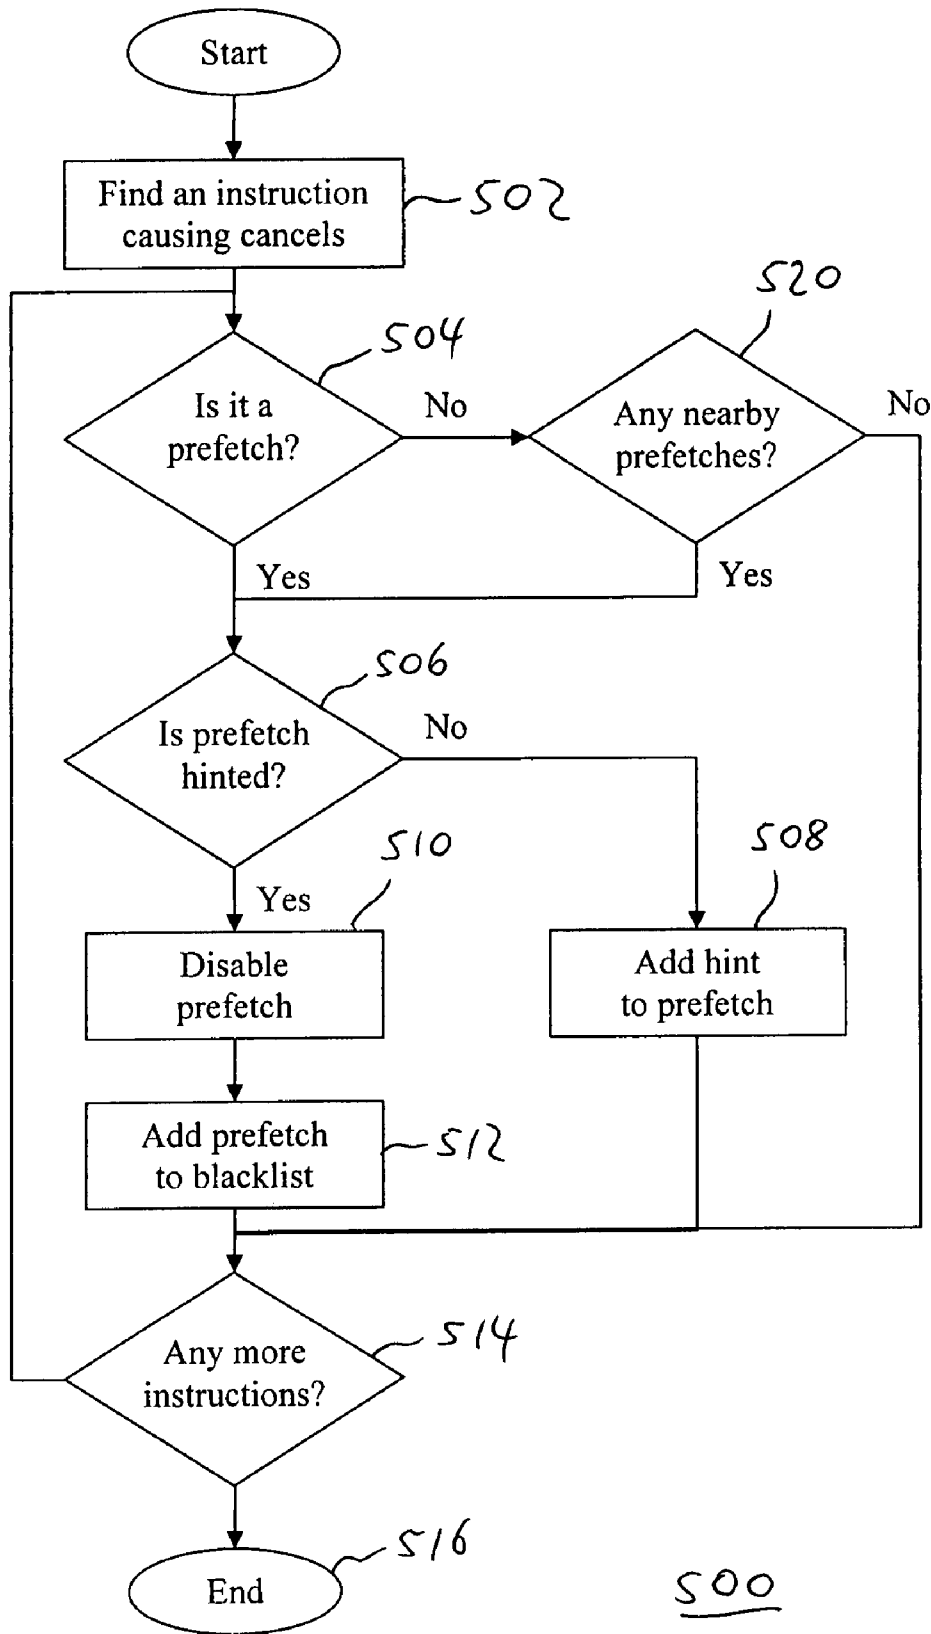 Start
Find an instruction
causing cancels
502
520
504
Is it a
prefetch?
No
Any nearby
prefetches?
No
Yes
Yes
506
Is prefetch
hinted?
No
510
508
Yes
Disable
prefetch
Add hint
to prefetch
Add prefetch
to blacklist
512
514
Any more
instructions?
516
End
500